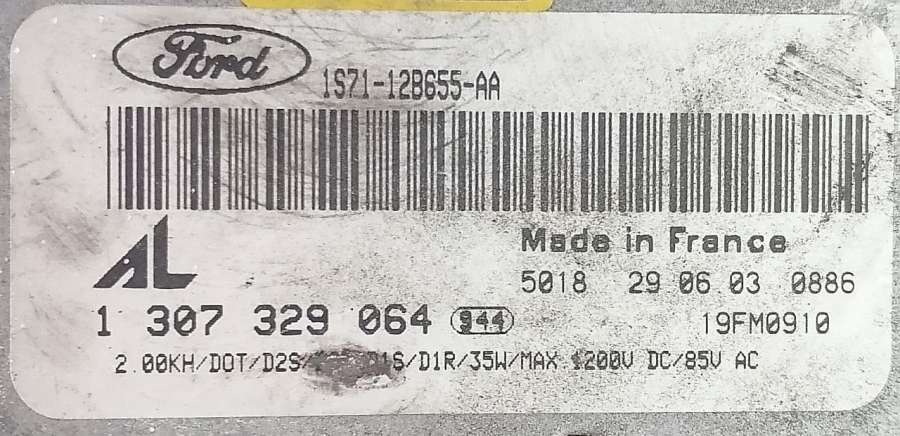 Ford
1S71-12B655-AA
AL
Made in France
5018 29 06 03 0886
1 307 329 064 944
19FM0910
2.00KH/DOT/D2S/ D1S/D1R/35W/MAX.1200V DC/85V AC